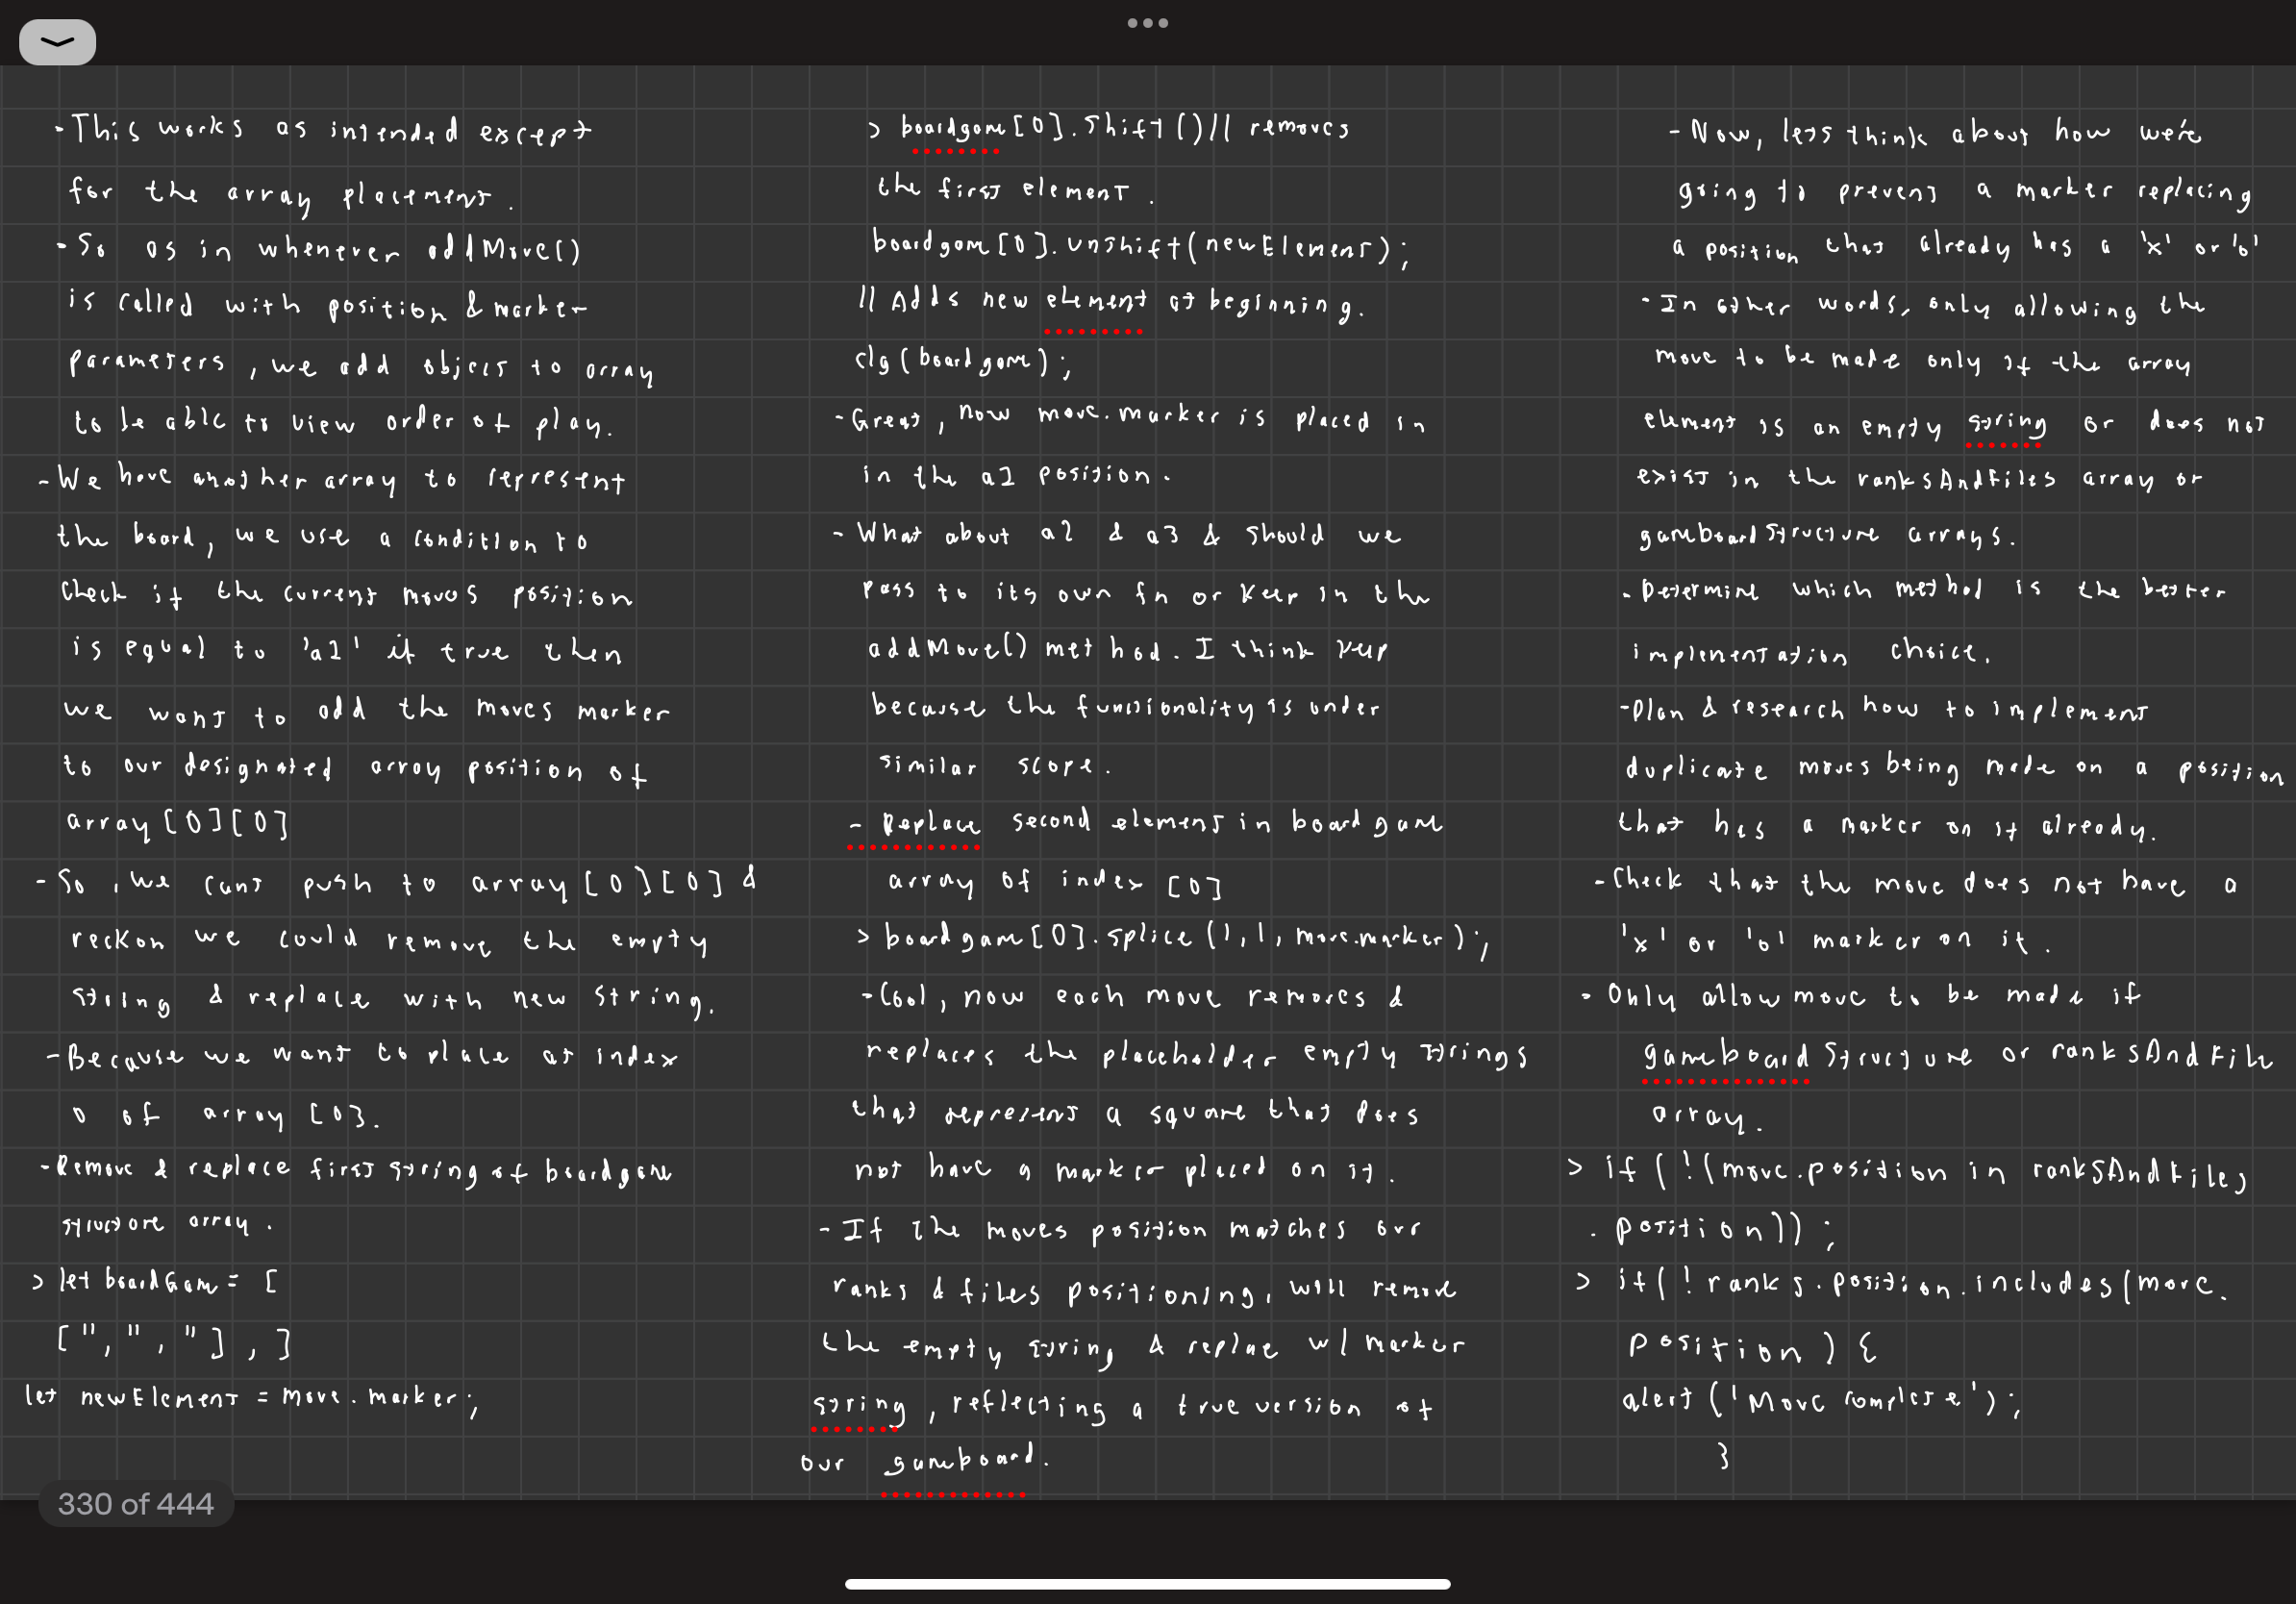 - This works as intended except
for the array placement.
- So as in whenever addMove()
is called with position & marker
parameters, we add object to array
to be able to view order of play.
- We have another array to represent
the board, we use a condition to
check if the current moves position
is equal to 'a1' if true then
we want to add the moves marker
to our designated array position of
array[0][0]
- So, we cant push to array[0][0] &
reckon we could remove the empty
string & replace with new string.
- Because we want to place at index
0 of array [0].
- Remove & replace first string of boardgame
structure array.
> let boardGam = [
['', '', ''], ]
let newElement = move.marker;
> boardgame[0].shift() // removes
the first element.
boardgam[0].unshift(newElement);
// Adds new element at beginning.
clg(boardgame);
- Great, now move.marker is placed in
in the a1 position.
- What about a2 & a3 & should we
pass to its own fn or keep in the
addMove() method. I think keep
because the functionality is under
similar scope.
- Replace second element in boardgame
array of index [0]
> boardgam[0].splice(1,1,move.marker);
- Cool, now each move removes &
replaces the placeholder empty strings
that represent a square that does
not have a marker placed on it.
- If the moves position matches our
ranks & files positioning, will remove
the empty string & replace w/ marker
string, reflecting a true version of
our gameboard.
- Now, lets think about how we're
going to prevent a marker replacing
a position that already has a 'x' or 'o'
- In other words, only allowing the
move to be made only if the array
element is an empty string or does not
exist in the ranksAndFiles array or
gameboardStructure arrays.
- Determine which method is the better
implementation choice.
- Plan & research how to implement
duplicate moves being made on a position
that has a marker on it already.
- Check that the move does not have a
'x' or 'o' marker on it.
- Only allow move to be made if
gameboard Structure or ranksAndFile
array.
> if (!(move.position in ranksAndFiles
.position));
> if(! ranks.position.includes(move.
position) {
alert('Move complete');
}
330 of 444